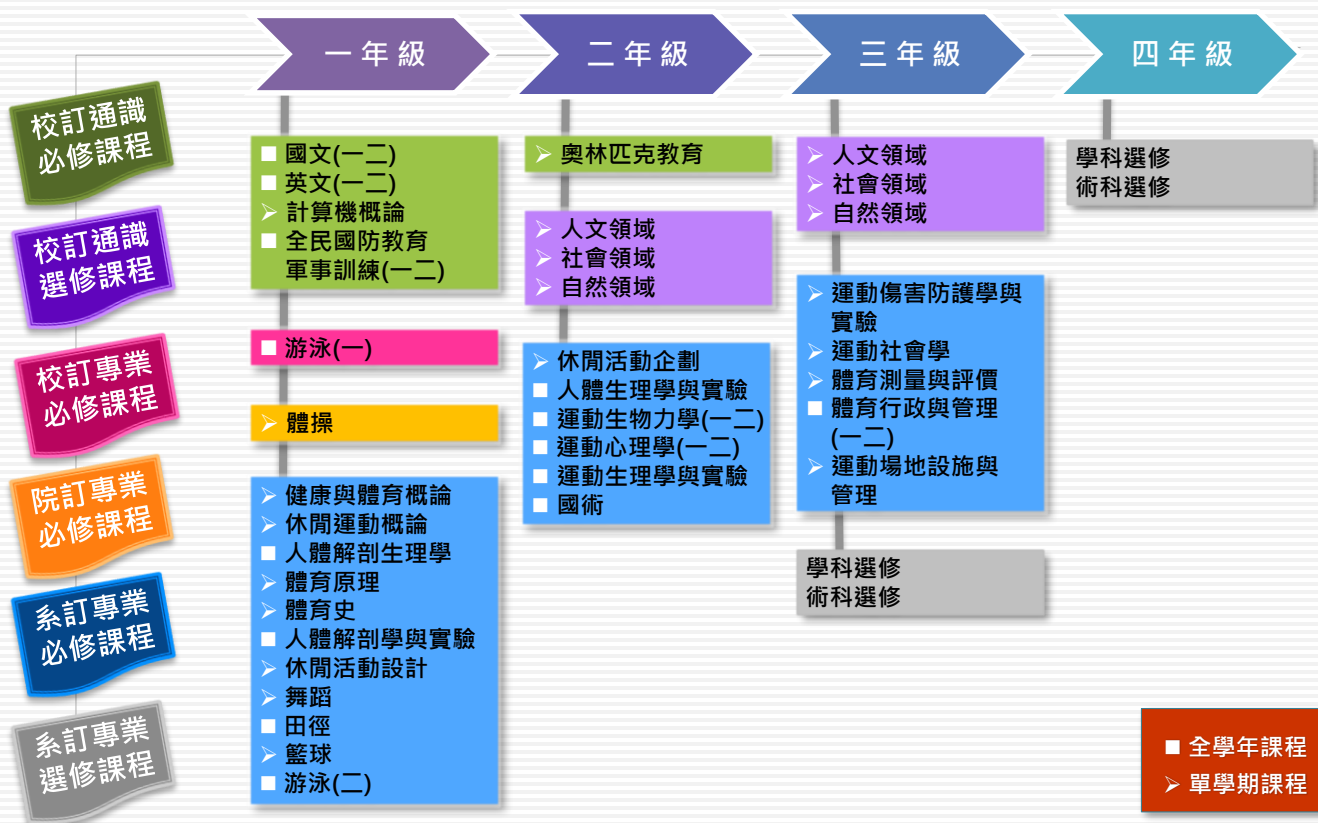 一年級
二年級
三年級
四年級
校訂通識
必修課程
校訂通識
選修課程
校訂專業
必修課程
院訂專業
必修課程
系訂專業
必修課程
系訂專業
選修課程
■ 國文(一二)
■ 英文(一二)
➢ 計算機概論
■ 全民國防教育
軍事訓練(一二)
■ 游泳(一)
➢ 體操
➢ 健康與體育概論
➢ 休閒運動概論
■ 人體解剖生理學
➢ 體育原理
➢ 體育史
■ 人體解剖學與實驗
➢ 休閒活動設計
➢ 舞蹈
■ 田徑
➢ 籃球
■ 游泳(二)
➢ 奧林匹克教育
➢ 人文領域
➢ 社會領域
➢ 自然領域
➢ 休閒活動企劃
■ 人體生理學與實驗
■ 運動生物力學(一二)
■ 運動心理學(一二)
■ 運動生理學與實驗
■ 國術
➢ 人文領域
➢ 社會領域
➢ 自然領域
➢ 運動傷害防護學與
實驗
➢ 運動社會學
➢ 體育測量與評價
■ 體育行政與管理
(一二)
➢ 運動場地設施與
管理
學科選修
術科選修
學科選修
術科選修
■ 全學年課程
➢ 單學期課程